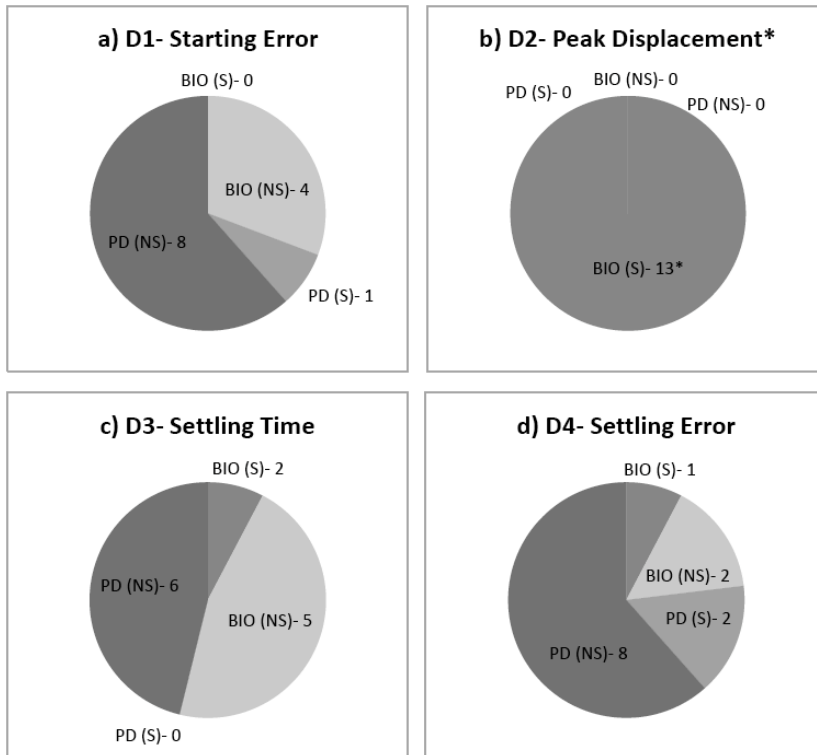 a) D1- Starting Error
BIO (S)- 0
BIO (NS)- 4
PD (NS)- 8
PD (S)- 1
b) D2- Peak Displacement*
BIO (NS)- 0
PD (S)- 0
PD (NS)- 0
BIO (S)- 13*
c) D3- Settling Time
BIO (S)- 2
PD (NS)- 6
BIO (NS)- 5
PD (S)- 0
d) D4- Settling Error
BIO (S)- 1
BIO (NS)- 2
PD (S)- 2
PD (NS)- 8